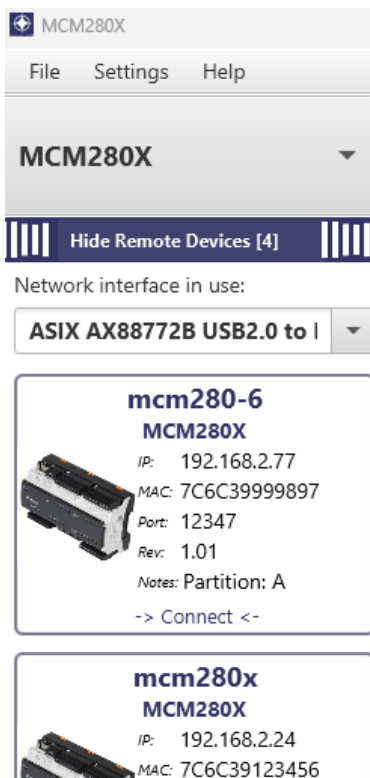 MCM280X
File Settings Help
MCM280X
Hide Remote Devices [4]
Network interface in use:
ASIX AX88772B USB2.0 to
mcm280-6
MCM280X
IP: 192.168.2.77
MAC: 7C6C39999897
Port: 12347
Rev: 1.01
Notes: Partition: A
-> Connect <-
mcm280x
MCM280X
IP: 192.168.2.24
MAC: 7C6C39123456